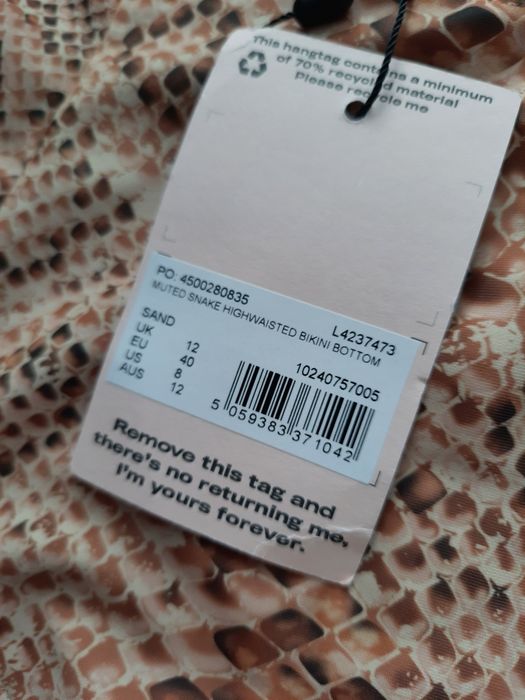 This hangtag contains a minimum
of 70% recycled material
Please recycle me
PO: 4500280835
L4237473
MUTED SNAKE HIGHWAISTED BIKINI BOTTOM
SAND
10240757005
UK 12
EU 40
US 8
AUS 12
5 059383 371042
Remove this tag and
there's no returning me,
I'm yours forever.